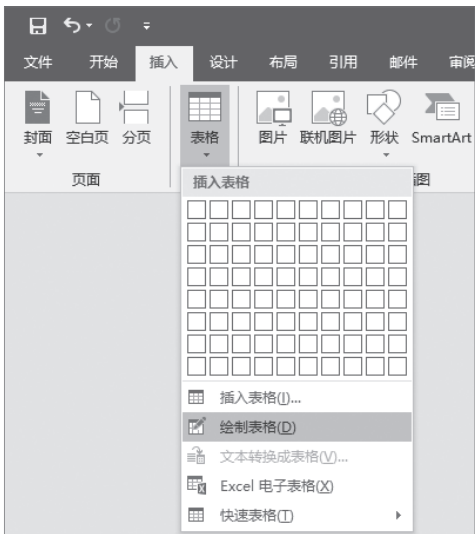 文件 开始 插入 设计 布局 引用 邮件 审阅
封面 空白页 分页 表格 图片 联机图片 形状 SmartArt
页面
图
插入表格
插入表格(I)...
绘制表格(D)
文本转换成表格(V)...
Excel 电子表格(X)
快速表格(T)